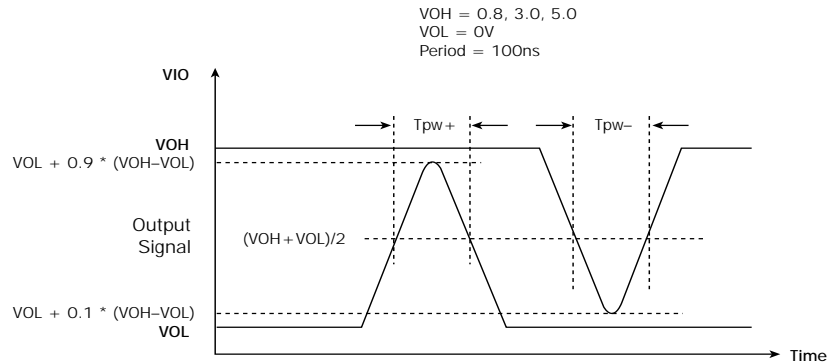 VOH = 0.8, 3.0, 5.0
VOL = 0V
Period = 100ns
VIO
Tpw+
Tpw–
VOH
VOL + 0.9 * (VOH–VOL)
Output
Signal
(VOH+VOL)/2
VOL + 0.1 * (VOH–VOL)
VOL
Time